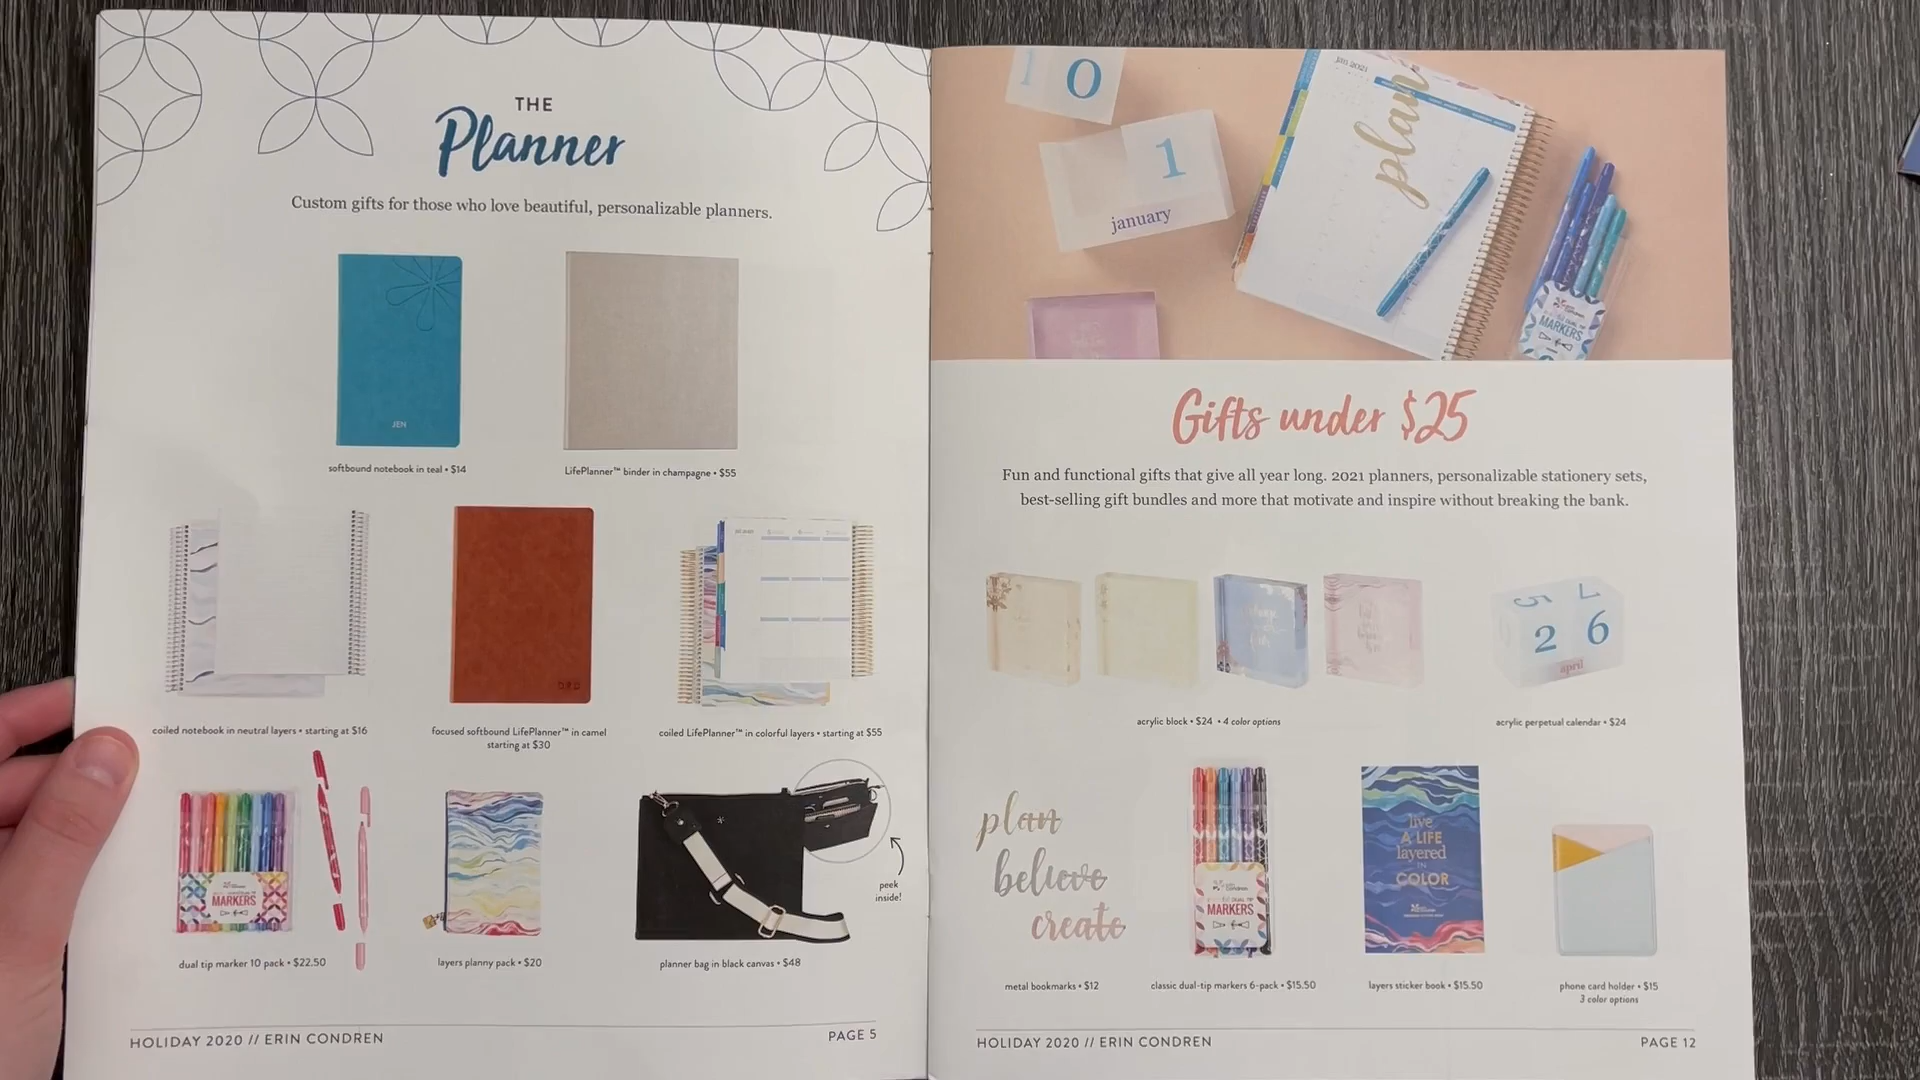 THE
Planner
Custom gifts for those who love beautiful, personalizable planners.
JEN
softbound notebook in teal • $14
LifePlanner™ binder in champagne • $55
coiled notebook in neutral layers • starting at $16
focused softbound LifePlanner™ in camel
starting at $30
coiled LifePlanner™ in colorful layers • starting at $55
MARKERS
peek
inside!
dual tip marker 10 pack • $22.50
layers planny pack • $20
planner bag in black canvas • $48
HOLIDAY 2020 // ERIN CONDREN
PAGE 5
1 0
1
january
plan
DUAL TIP
MARKERS
Gifts under $25
Fun and functional gifts that give all year long. 2021 planners, personalizable stationery sets,
best-selling gift bundles and more that motivate and inspire without breaking the bank.
2 6
april
acrylic block • $24 • 4 color options
acrylic perpetual calendar • $24
plan
believe
create
DUAL TIP
MARKERS
live
A LIFE
layered
IN
COLOR
metal bookmarks • $12
classic dual-tip markers 6-pack • $15.50
layers sticker book • $15.50
phone card holder • $15
3 color options
HOLIDAY 2020 // ERIN CONDREN
PAGE 12